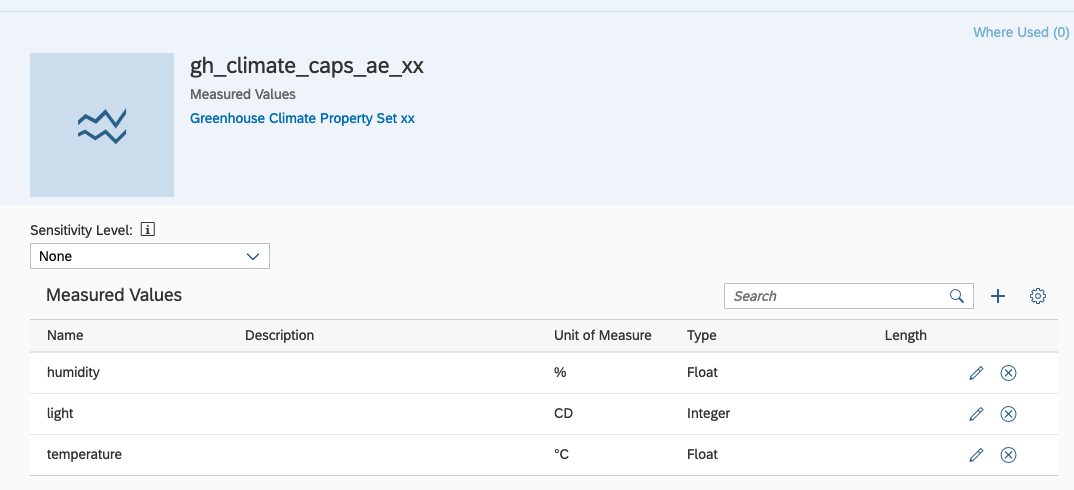 Where Used (0)
gh_climate_caps_ae_xx
Measured Values
Greenhouse Climate Property Set xx
Sensitivity Level:
None
Measured Values
Search
Name Description Unit of Measure Type Length
humidity % Float
light CD Integer
temperature °C Float